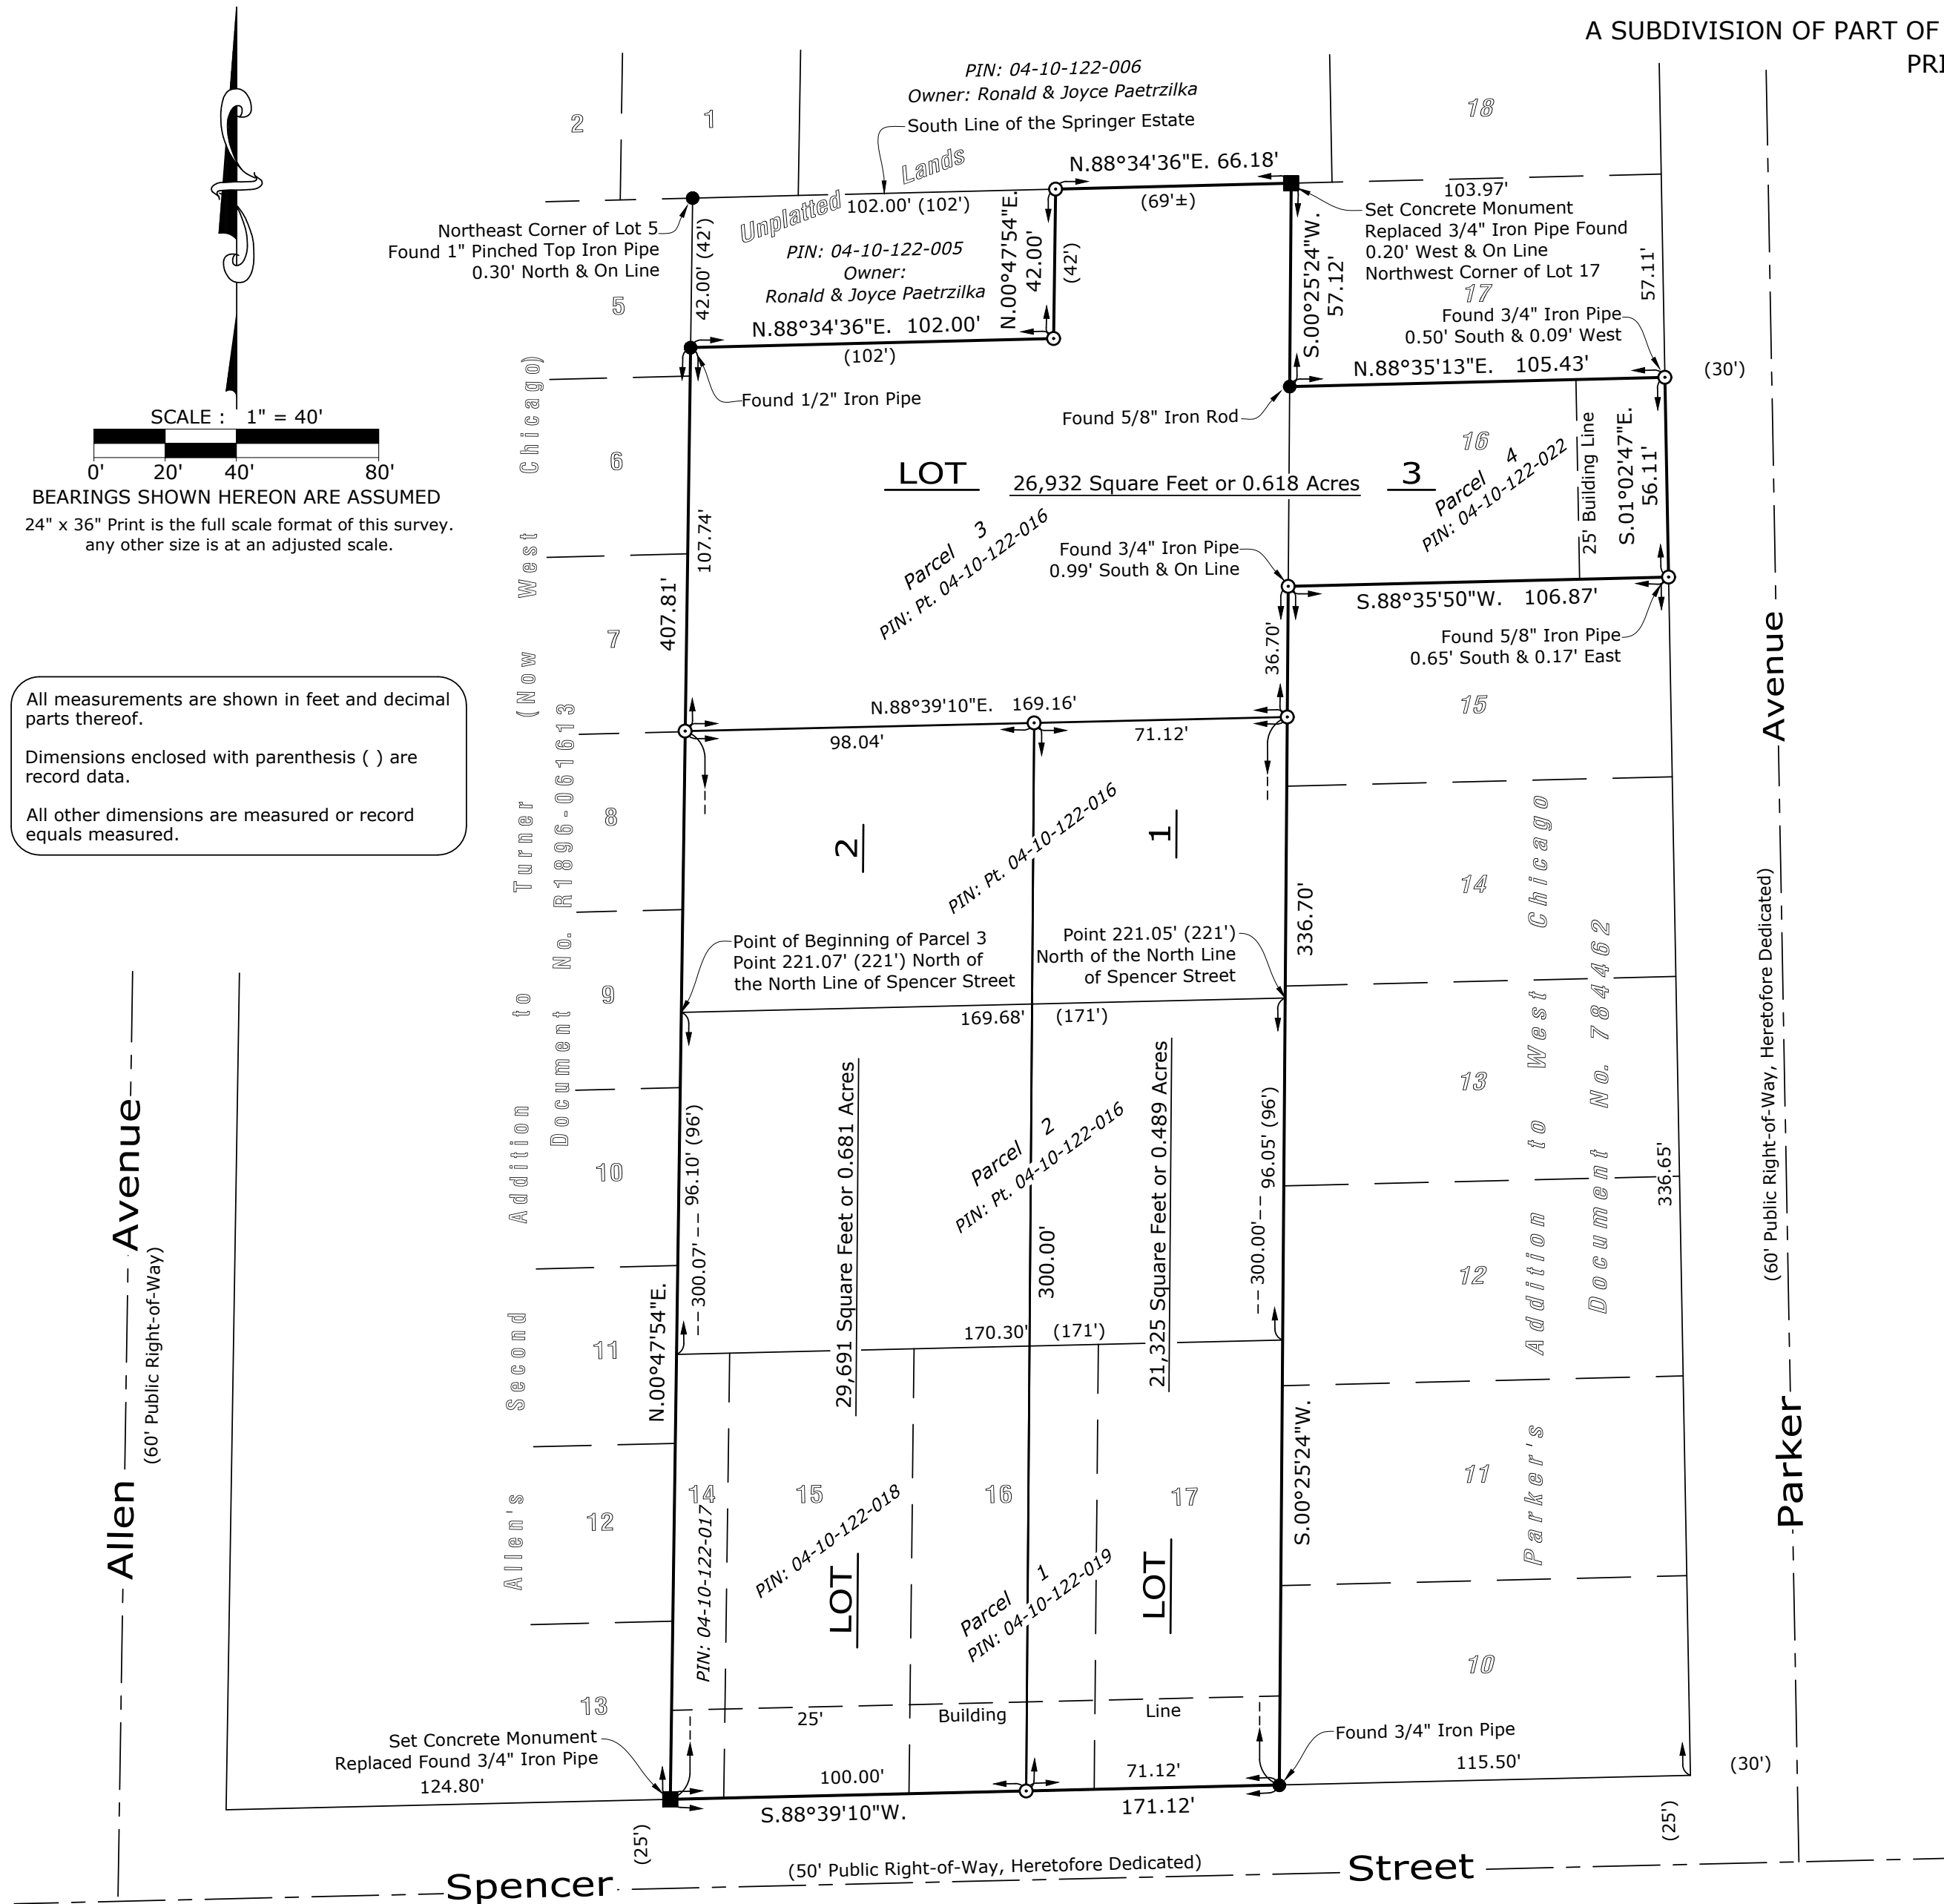 A SUBDIVISION OF PART OF
PRI
PIN: 04-10-122-006
Owner: Ronald & Joyce Paetrzilka
South Line of the Springer Estate
2
1
18
Unplatted Lands
N.88°34'36"E. 66.18'
(69'±)
103.97'
Northeast Corner of Lot 5
Found 1" Pinched Top Iron Pipe
0.30' North & On Line
102.00' (102')
42.00' (42')
PIN: 04-10-122-005
Owner:
Ronald & Joyce Paetrzilka
N.00°47'54"E.
42.00'
(42')
Set Concrete Monument
Replaced 3/4" Iron Pipe Found
0.20' West & On Line
Northwest Corner of Lot 17
S.00°25'24"W.
57.12'
57.11'
17
5
N.88°34'36"E. 102.00'
(102')
Found 3/4" Iron Pipe
0.50' South & 0.09' West
N.88°35'13"E. 105.43'
(30')
Found 1/2" Iron Pipe
Found 5/8" Iron Rod
SCALE : 1" = 40'
0' 20' 40' 80'
BEARINGS SHOWN HEREON ARE ASSUMED
24" x 36" Print is the full scale format of this survey.
any other size is at an adjusted scale.
6
16
LOT 3
26,932 Square Feet or 0.618 Acres
Parcel 4
PIN: 04-10-122-022
25' Building Line
S.01°02'47"E.
56.11'
107.74'
407.81'
Parcel 3
PIN: Pt. 04-10-122-016
Found 3/4" Iron Pipe
0.99' South & On Line
S.88°35'50"W. 106.87'
7
36.70'
Found 5/8" Iron Pipe
0.65' South & 0.17' East
All measurements are shown in feet and decimal
parts thereof.
Dimensions enclosed with parenthesis ( ) are
record data.
All other dimensions are measured or record
equals measured.
N.88°39'10"E. 169.16'
98.04'
71.12'
15
8
2
1
PIN: Pt. 04-10-122-016
14
336.70'
Point of Beginning of Parcel 3
Point 221.07' (221') North of
the North Line of Spencer Street
Point 221.05' (221')
North of the North Line
of Spencer Street
9
169.68' (171')
13
29,691 Square Feet or 0.681 Acres
21,325 Square Feet or 0.489 Acres
Parcel 2
PIN: Pt. 04-10-122-016
96.10' (96')
300.07'
96.05' (96')
300.00'
300.00'
10
336.65'
12
N.00°47'54"E.
170.30' (171')
11
S.00°25'24"W.
11
Allen's Second Addition to Turner (Now West Chicago)
Document No. R1896-061613
Parker's Addition to West Chicago
Document No. 784462
12
14
15
16
17
PIN: 04-10-122-017
PIN: 04-10-122-018
LOT
LOT
Parcel 1
PIN: 04-10-122-019
10
13
25' Building Line
Set Concrete Monument
Replaced Found 3/4" Iron Pipe
124.80'
100.00'
71.12'
Found 3/4" Iron Pipe
115.50'
(30')
S.88°39'10"W. 171.12'
(25')
(25')
Allen Avenue
(60' Public Right-of-Way)
Parker Avenue
(60' Public Right-of-Way, Heretofore Dedicated)
Spencer Street
(50' Public Right-of-Way, Heretofore Dedicated)